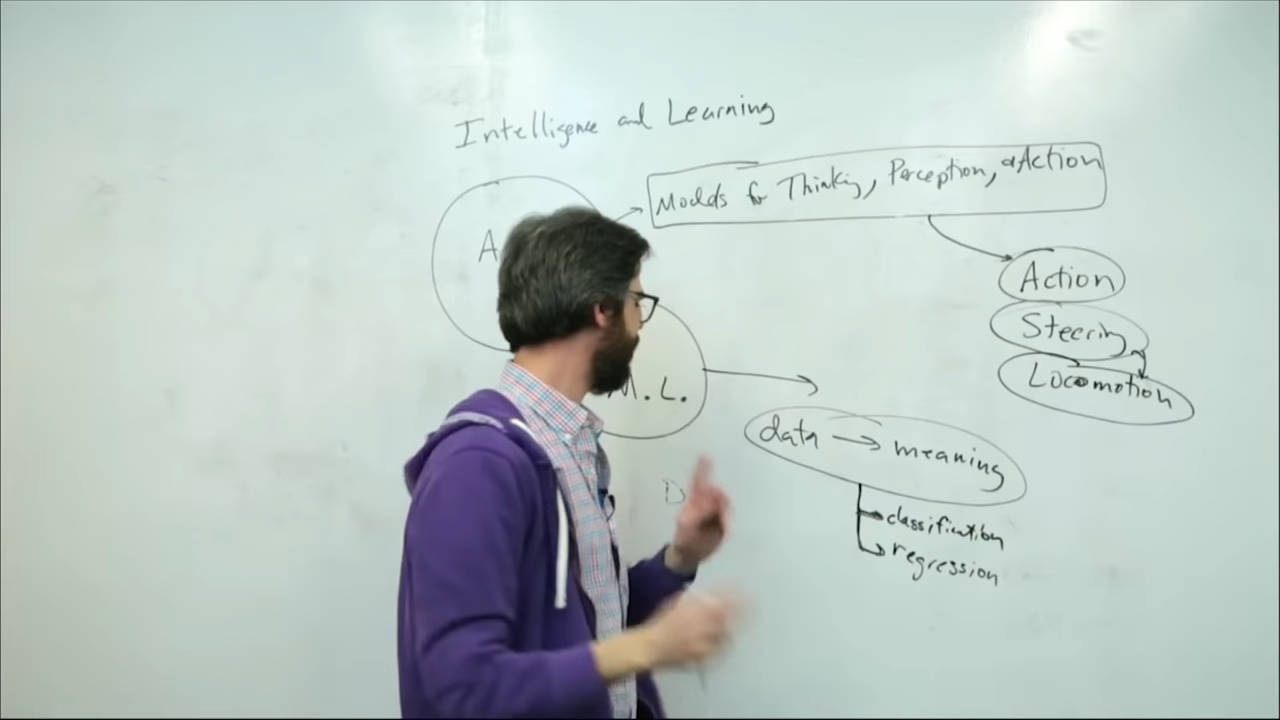 Intelligence and Learning
Models for Thinking, Perception, & Action
A
Action
Steering
Locomotion
M. L.
data → meaning
D
classification
regression